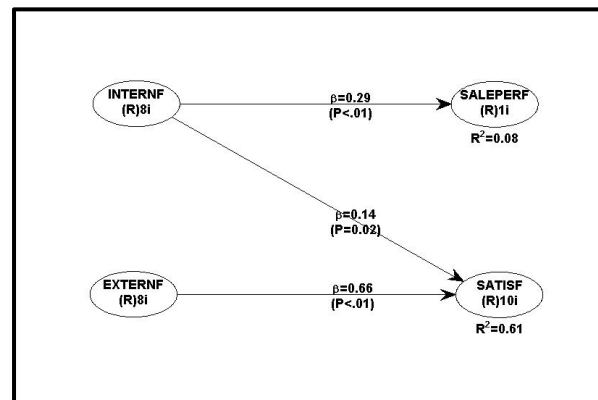 INTERNF
(R)8i
β=0.29
(P<.01)
SALEPERF
(R)1i
R²=0.08
β=0.14
(P=0.02)
EXTERNF
(R)8i
β=0.66
(P<.01)
SATISF
(R)10i
R²=0.61